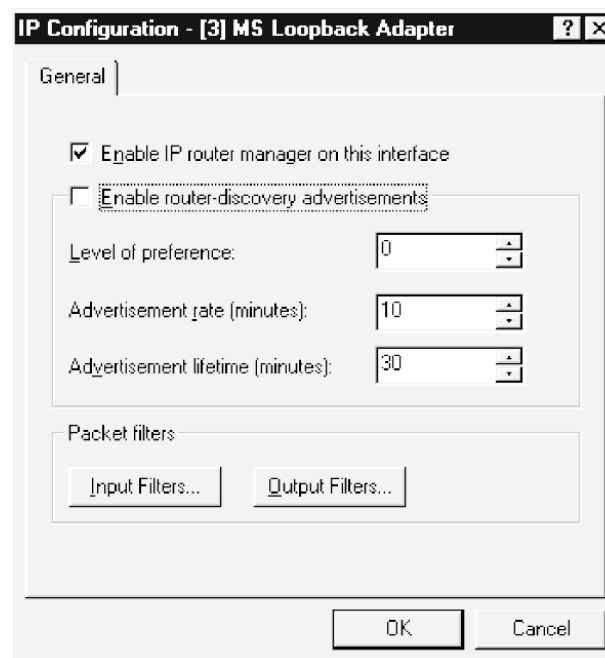 IP Configuration - [3] MS Loopback Adapter
General
Enable IP router manager on this interface
Enable router-discovery advertisements
Level of preference: 0
Advertisement rate (minutes): 10
Advertisement lifetime (minutes): 30
Packet filters
Input Filters... Output Filters...
OK Cancel